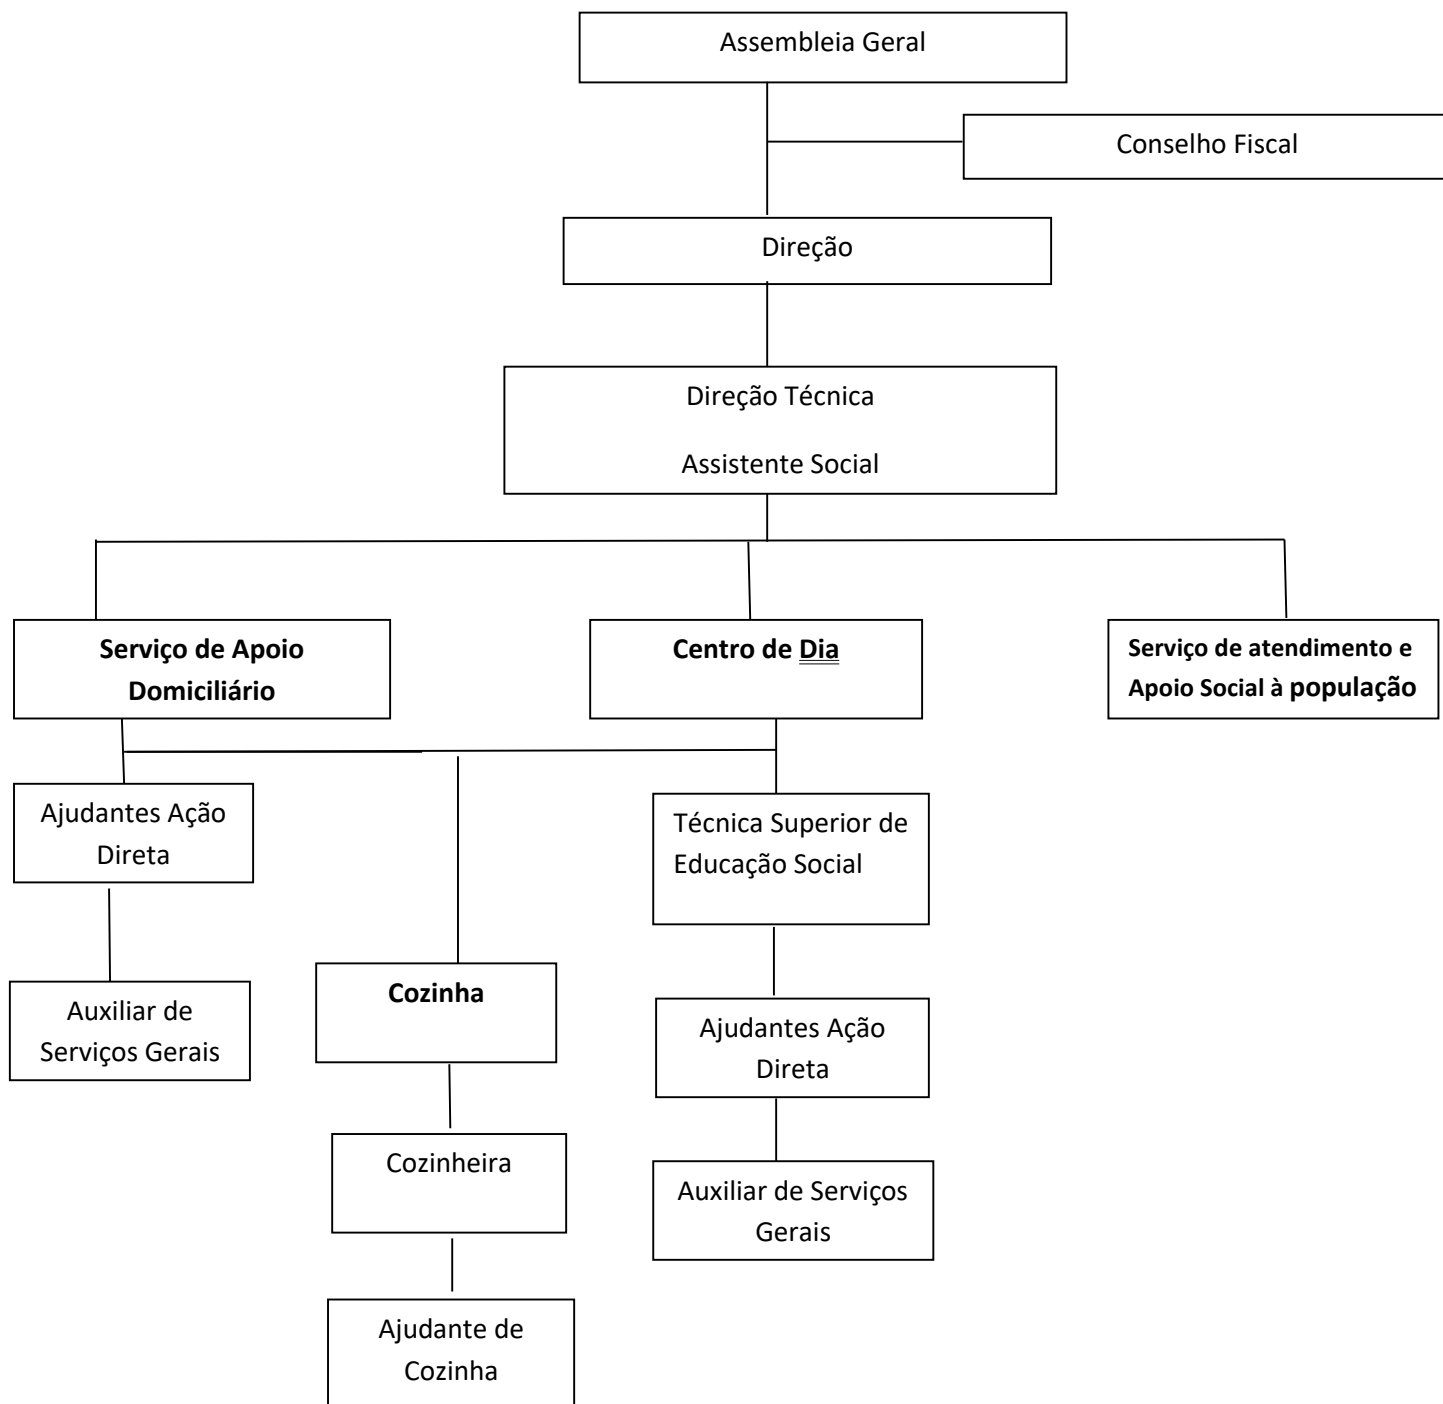 Assembleia Geral
Conselho Fiscal
Direção
Direção Técnica
Assistente Social
Serviço de Apoio
Domiciliário
Centro de Dia
Serviço de atendimento e
Apoio Social à população
Ajudantes Ação
Direta
Técnica Superior de
Educação Social
Auxiliar de
Serviços Gerais
Cozinha
Ajudantes Ação
Direta
Cozinheira
Auxiliar de Serviços
Gerais
Ajudante de
Cozinha